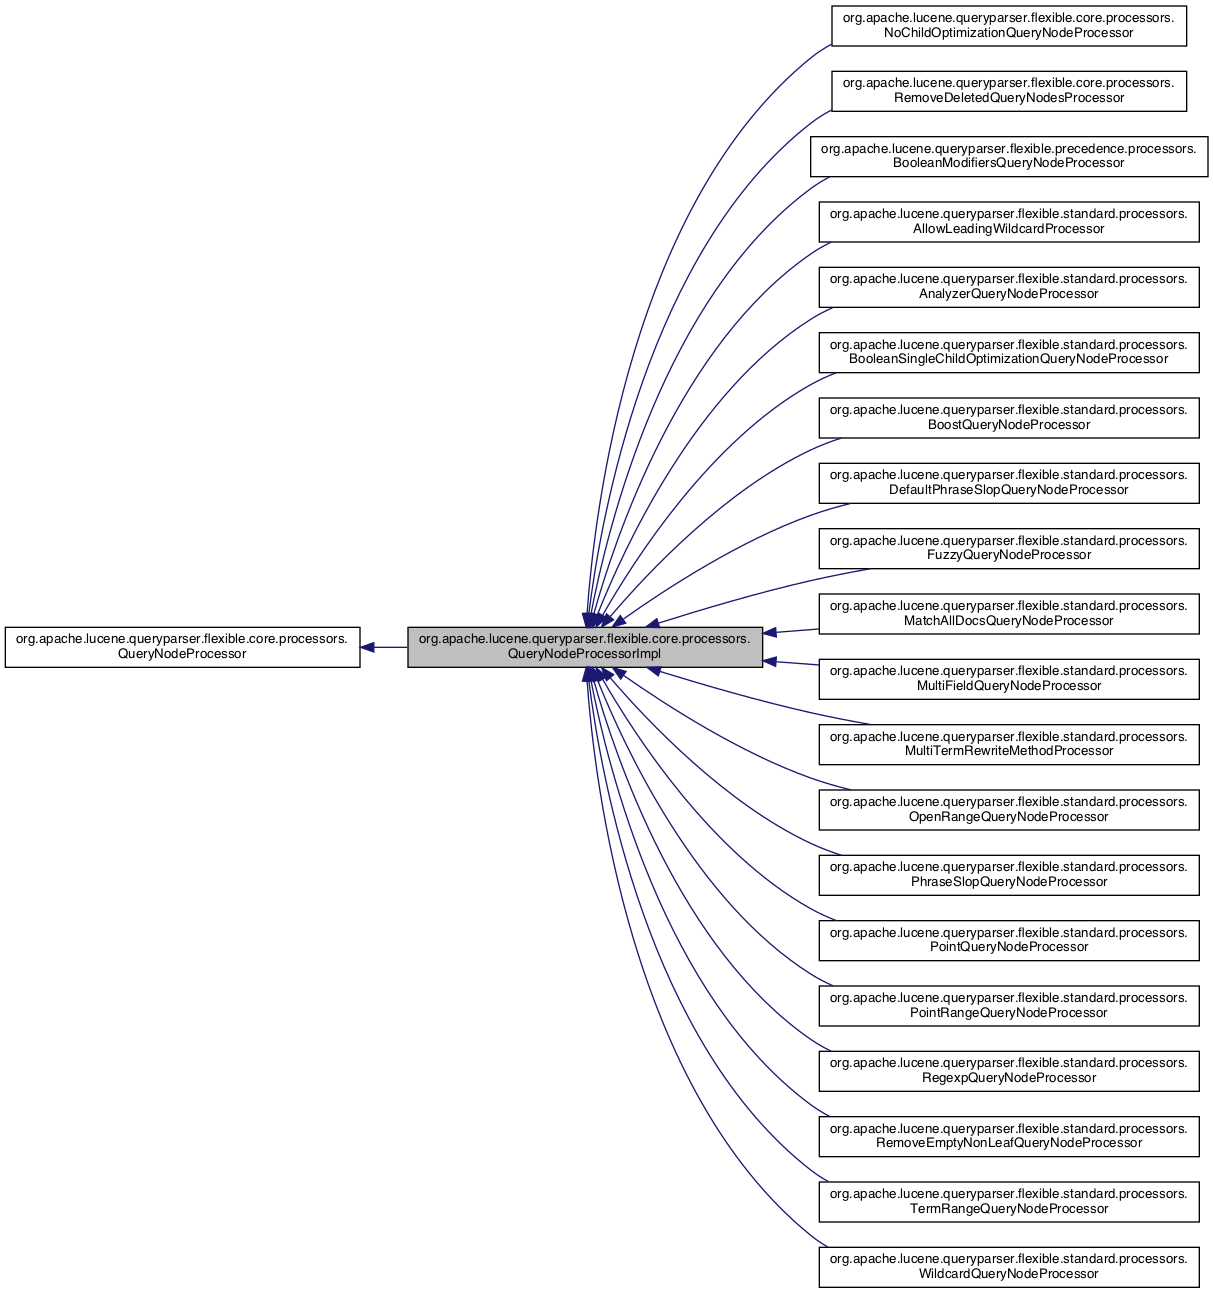 org.apache.lucene.queryparser.flexible.core.processors.
QueryNodeProcessor
org.apache.lucene.queryparser.flexible.core.processors.
QueryNodeProcessorImpl
org.apache.lucene.queryparser.flexible.core.processors.
NoChildOptimizationQueryNodeProcessor
org.apache.lucene.queryparser.flexible.core.processors.
RemoveDeletedQueryNodesProcessor
org.apache.lucene.queryparser.flexible.precedence.processors.
BooleanModifiersQueryNodeProcessor
org.apache.lucene.queryparser.flexible.standard.processors.
AllowLeadingWildcardProcessor
org.apache.lucene.queryparser.flexible.standard.processors.
AnalyzerQueryNodeProcessor
org.apache.lucene.queryparser.flexible.standard.processors.
BooleanSingleChildOptimizationQueryNodeProcessor
org.apache.lucene.queryparser.flexible.standard.processors.
BoostQueryNodeProcessor
org.apache.lucene.queryparser.flexible.standard.processors.
DefaultPhraseSlopQueryNodeProcessor
org.apache.lucene.queryparser.flexible.standard.processors.
FuzzyQueryNodeProcessor
org.apache.lucene.queryparser.flexible.standard.processors.
MatchAllDocsQueryNodeProcessor
org.apache.lucene.queryparser.flexible.standard.processors.
MultiFieldQueryNodeProcessor
org.apache.lucene.queryparser.flexible.standard.processors.
MultiTermRewriteMethodProcessor
org.apache.lucene.queryparser.flexible.standard.processors.
OpenRangeQueryNodeProcessor
org.apache.lucene.queryparser.flexible.standard.processors.
PhraseSlopQueryNodeProcessor
org.apache.lucene.queryparser.flexible.standard.processors.
PointQueryNodeProcessor
org.apache.lucene.queryparser.flexible.standard.processors.
PointRangeQueryNodeProcessor
org.apache.lucene.queryparser.flexible.standard.processors.
RegexpQueryNodeProcessor
org.apache.lucene.queryparser.flexible.standard.processors.
RemoveEmptyNonLeafQueryNodeProcessor
org.apache.lucene.queryparser.flexible.standard.processors.
TermRangeQueryNodeProcessor
org.apache.lucene.queryparser.flexible.standard.processors.
WildcardQueryNodeProcessor